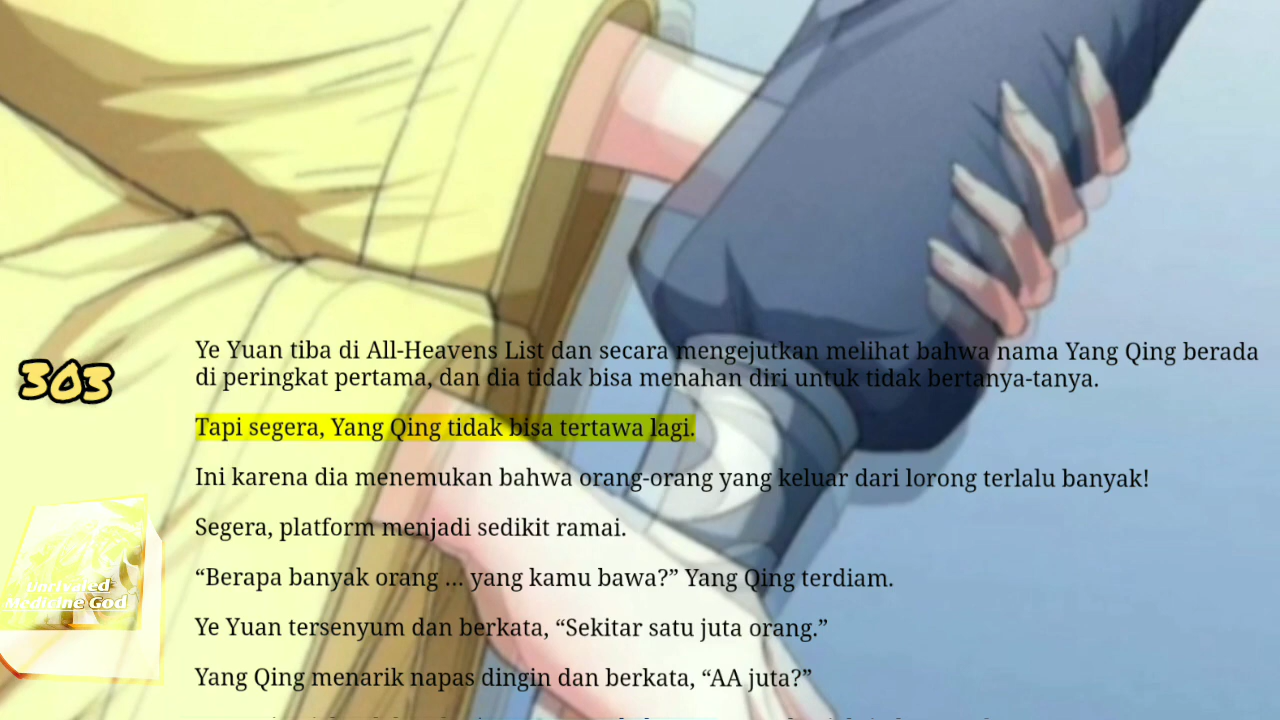 Ye Yuan tiba di All-Heavens List dan secara mengejutkan melihat bahwa nama Yang Qing berada
di peringkat pertama, dan dia tidak bisa menahan diri untuk tidak bertanya-tanya.
303
Tapi segera, Yang Qing tidak bisa tertawa lagi.
Ini karena dia menemukan bahwa orang-orang yang keluar dari lorong terlalu banyak!
Segera, platform menjadi sedikit ramai.
“Berapa banyak orang … yang kamu bawa?” Yang Qing terdiam.
Unrivaled
Medicine God
Ye Yuan tersenyum dan berkata, “Sekitar satu juta orang.”
Yang Qing menarik napas dingin dan berkata, “AA juta?”